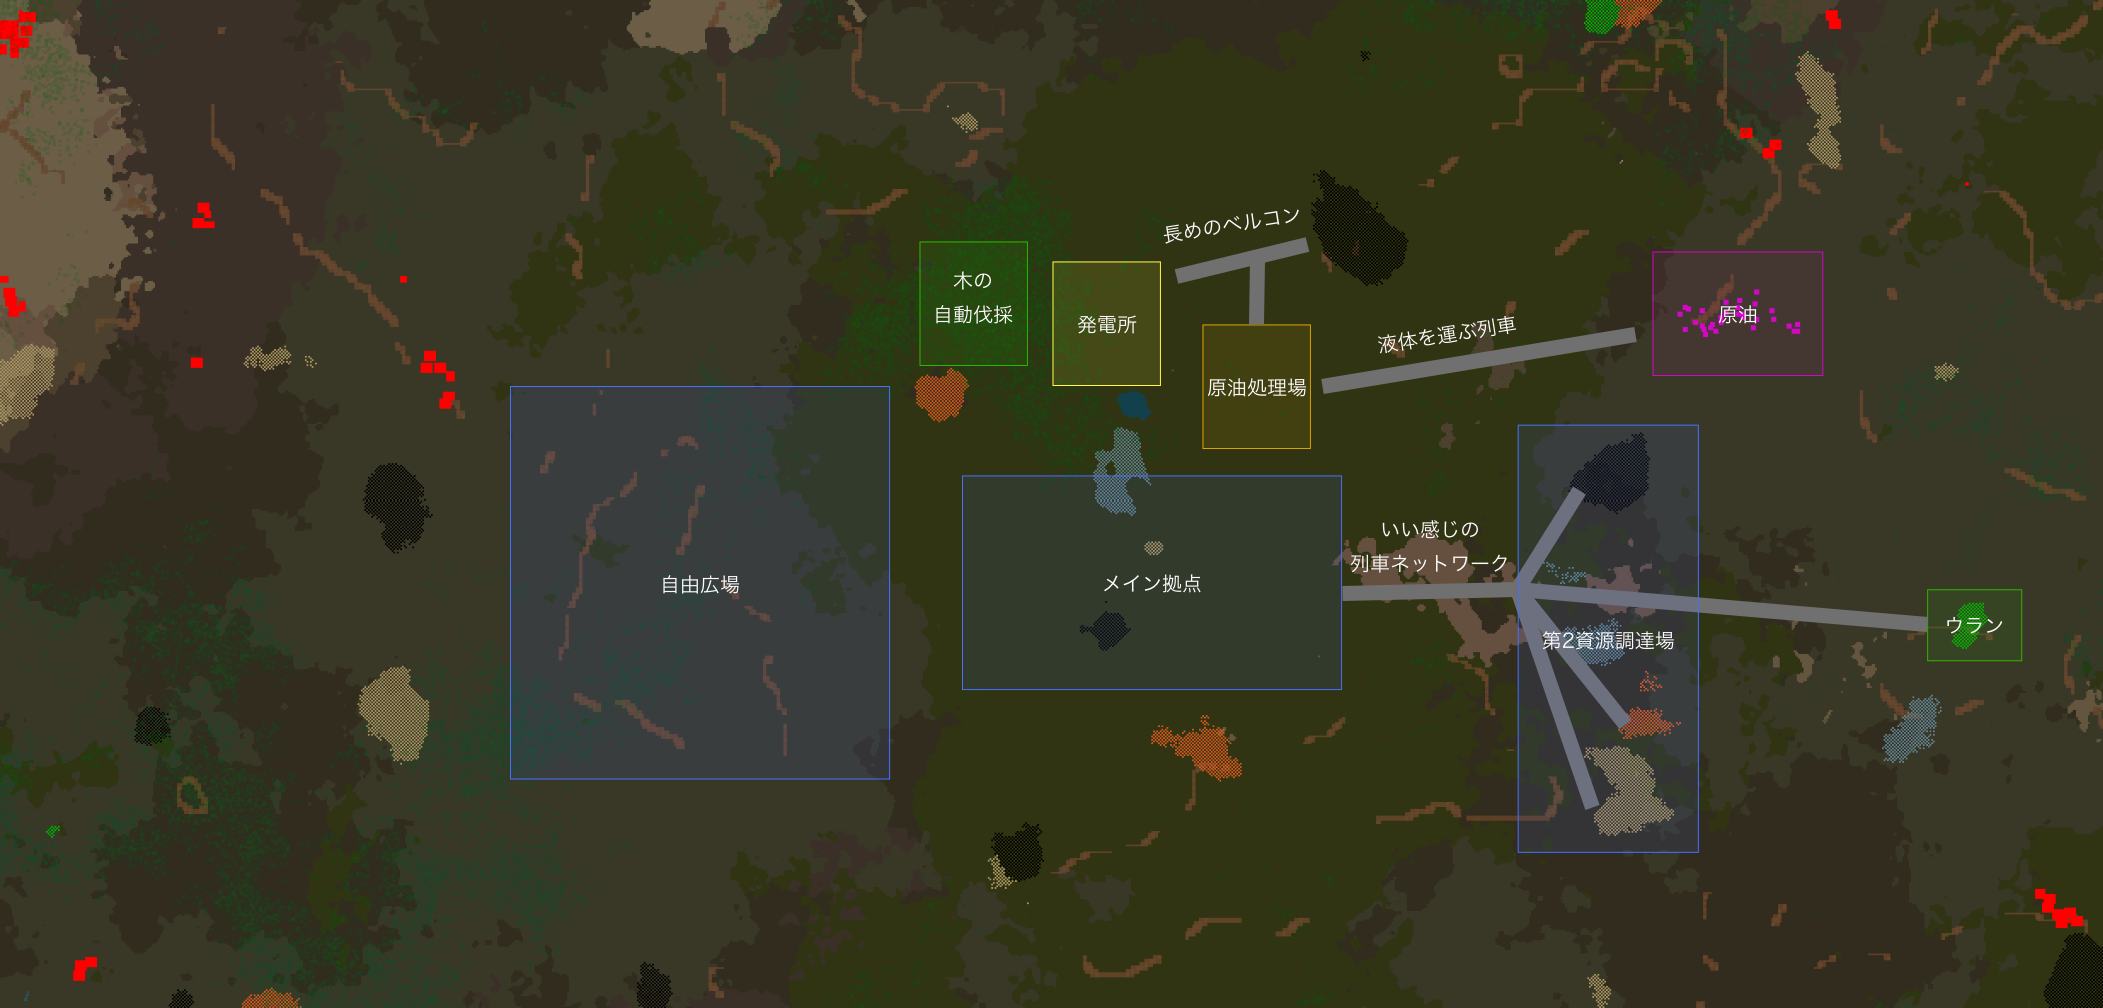 長めのベルコン
木の
自動伐採
発電所
原油
液体を運ぶ列車
原油処理場
いい感じの
列車ネットワーク
自由広場
メイン拠点
第2資源調達場
ウラン